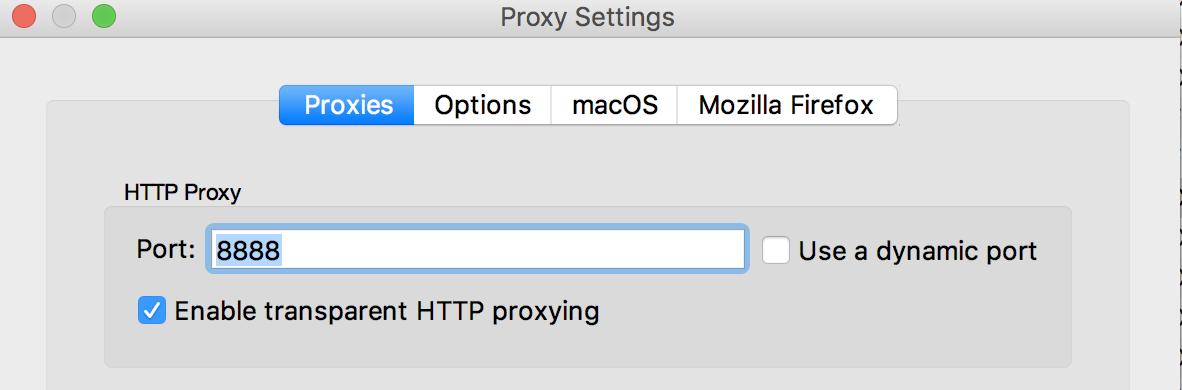 Proxy Settings
Proxies Options macOS Mozilla Firefox
HTTP Proxy
Port: 8888 Use a dynamic port
Enable transparent HTTP proxying